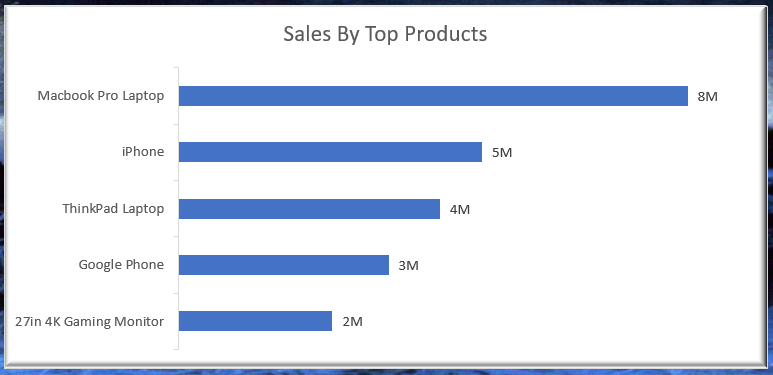 Sales By Top Products
Macbook Pro Laptop 8M
iPhone 5M
ThinkPad Laptop 4M
Google Phone 3M
27in 4K Gaming Monitor 2M